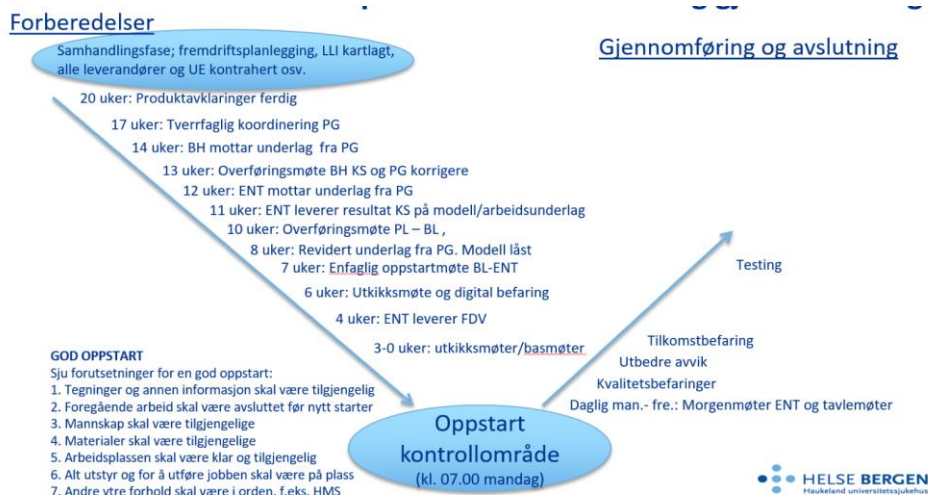 Forberedelser
Samhandlingsfase; fremdriftsplanlegging, LLI kartlagt,
alle leverandører og UE kontrahert osv.
Gjennomføring og avslutning
20 uker: Produktavklaringer ferdig
17 uker: Tverrfaglig koordinering PG
14 uker: BH mottar underlag fra PG
13 uker: Overføringsmøte BH KS og PG korrigere
12 uker: ENT mottar underlag fra PG
11 uker: ENT leverer resultat KS på modell/arbeidsunderlag
10 uker: Overføringsmøte PL – BL ,
8 uker: Revidert underlag fra PG. Modell låst
7 uker: Enfaglig oppstartmøte BL-ENT
6 uker: Utkikksmøte og digital befaring
4 uker: ENT leverer FDV
3-0 uker: utkikksmøter/basmøter
Testing
Tilkomstbefaring
Utbedre avvik
Kvalitetsbefaringer
Daglig man.- fre.: Morgenmøter ENT og tavlemøter
GOD OPPSTART
Sju forutsetninger for en god oppstart:
1. Tegninger og annen informasjon skal være tilgjengelig
2. Foregående arbeid skal være avsluttet før nytt starter
3. Mannskap skal være tilgjengelige
4. Materialer skal være tilgjengelig
5. Arbeidsplassen skal være klar og tilgjengelig
6. Alt utstyr og for å utføre jobben skal være på plass
7. Andre ytre forhold skal være i orden, f.eks. HMS
Oppstart
kontrollområde
(kl. 07.00 mandag)
HELSE BERGEN
Haukeland universitetssjukehus